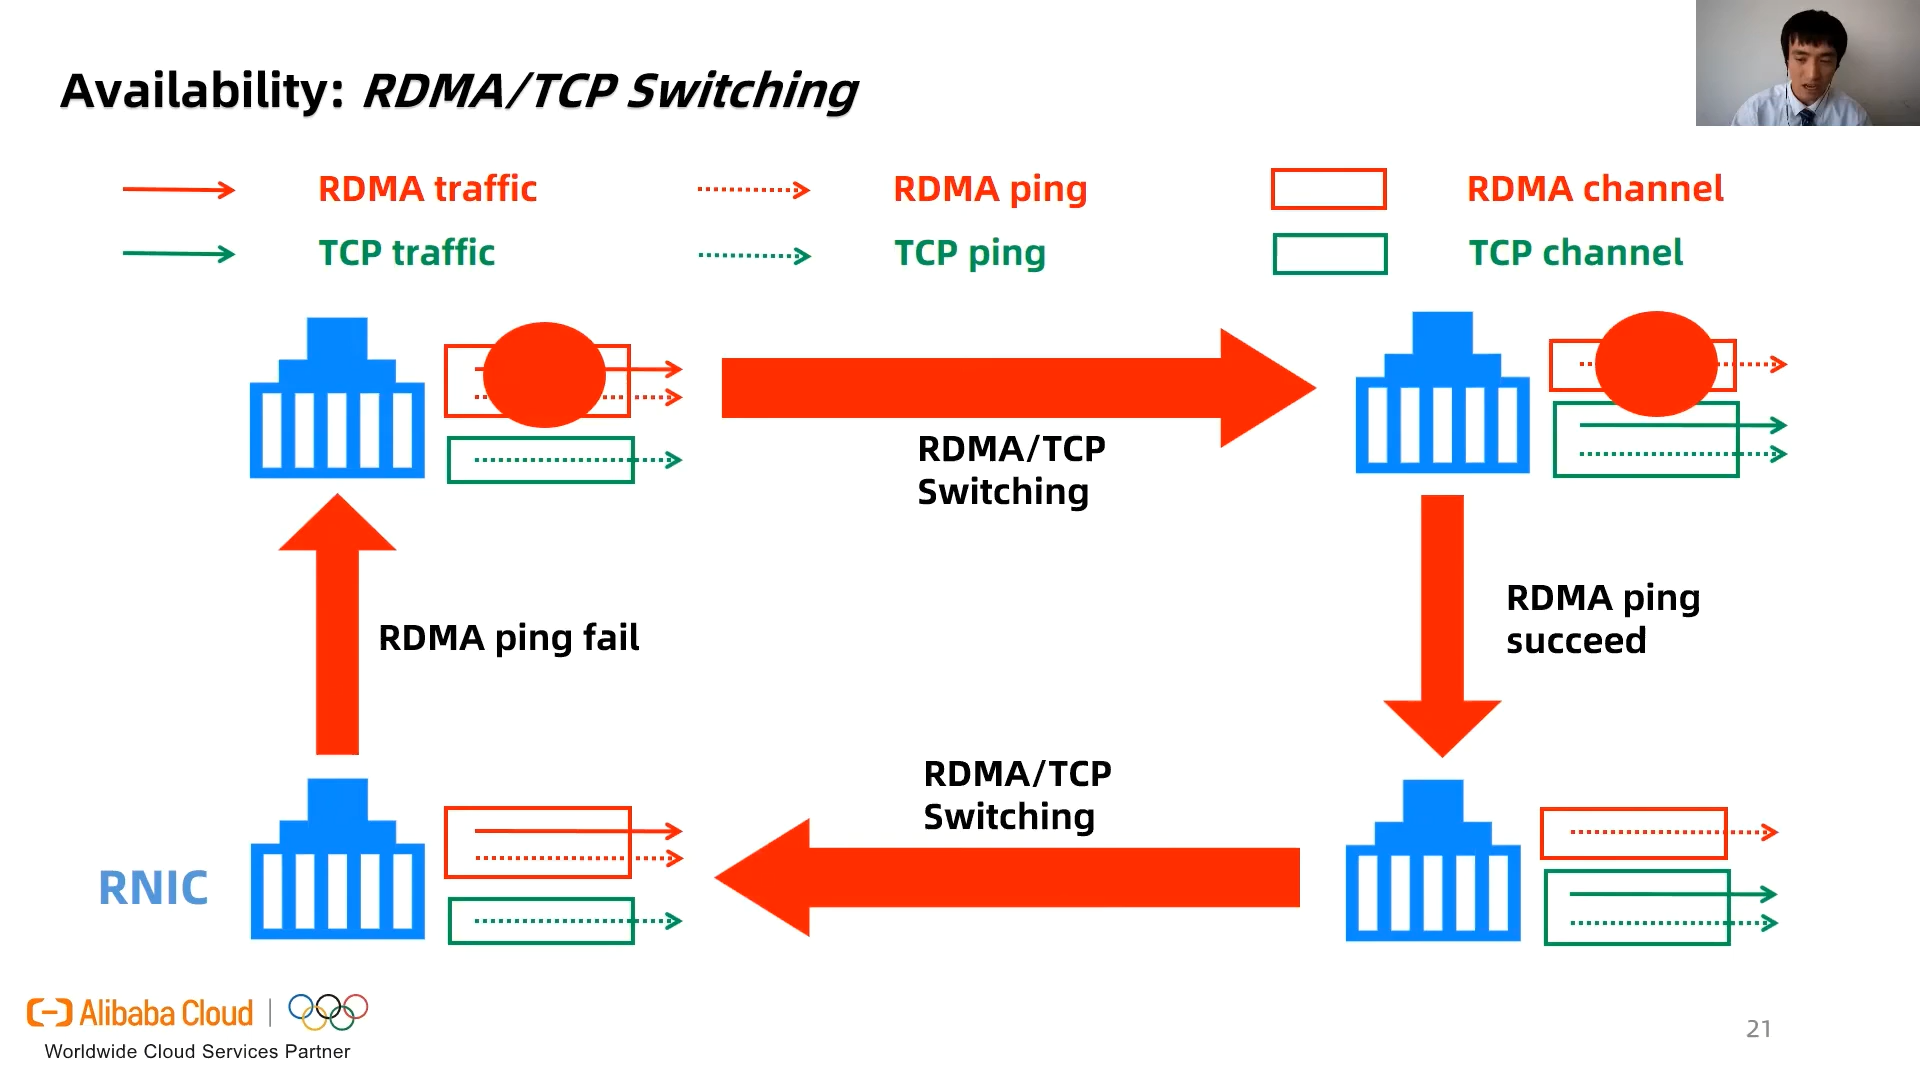 Availability: RDMA/TCP Switching
RDMA traffic
RDMA ping
RDMA channel
TCP traffic
TCP ping
TCP channel
RDMA/TCP
Switching
RDMA ping
succeed
RDMA ping fail
RDMA/TCP
Switching
RNIC
Alibaba Cloud
Worldwide Cloud Services Partner
21